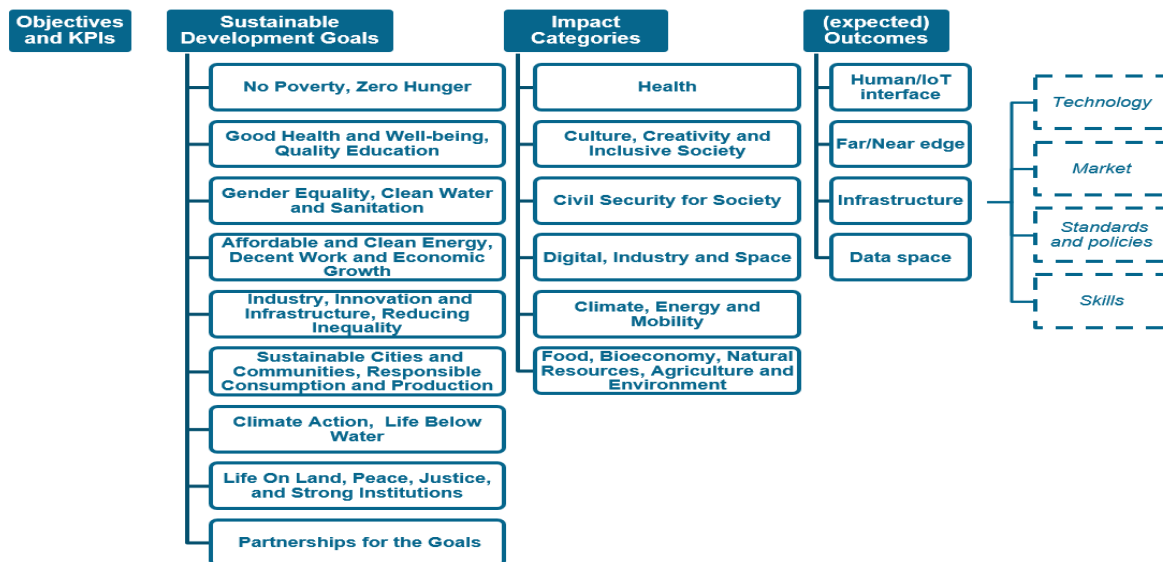 Objectives
and KPIs
Sustainable
Development Goals
No Poverty, Zero Hunger
Good Health and Well-being,
Quality Education
Gender Equality, Clean Water
and Sanitation
Affordable and Clean Energy,
Decent Work and Economic
Growth
Industry, Innovation and
Infrastructure, Reducing
Inequality
Sustainable Cities and
Communities, Responsible
Consumption and Production
Climate Action, Life Below
Water
Life On Land, Peace, Justice,
and Strong Institutions
Partnerships for the Goals
Impact
Categories
Health
Culture, Creativity and
Inclusive Society
Civil Security for Society
Digital, Industry and Space
Climate, Energy and
Mobility
Food, Bioeconomy, Natural
Resources, Agriculture and
Environment
(expected)
Outcomes
Human/IoT
interface
Far/Near edge
Infrastructure
Data space
Technology
Market
Standards
and policies
Skills